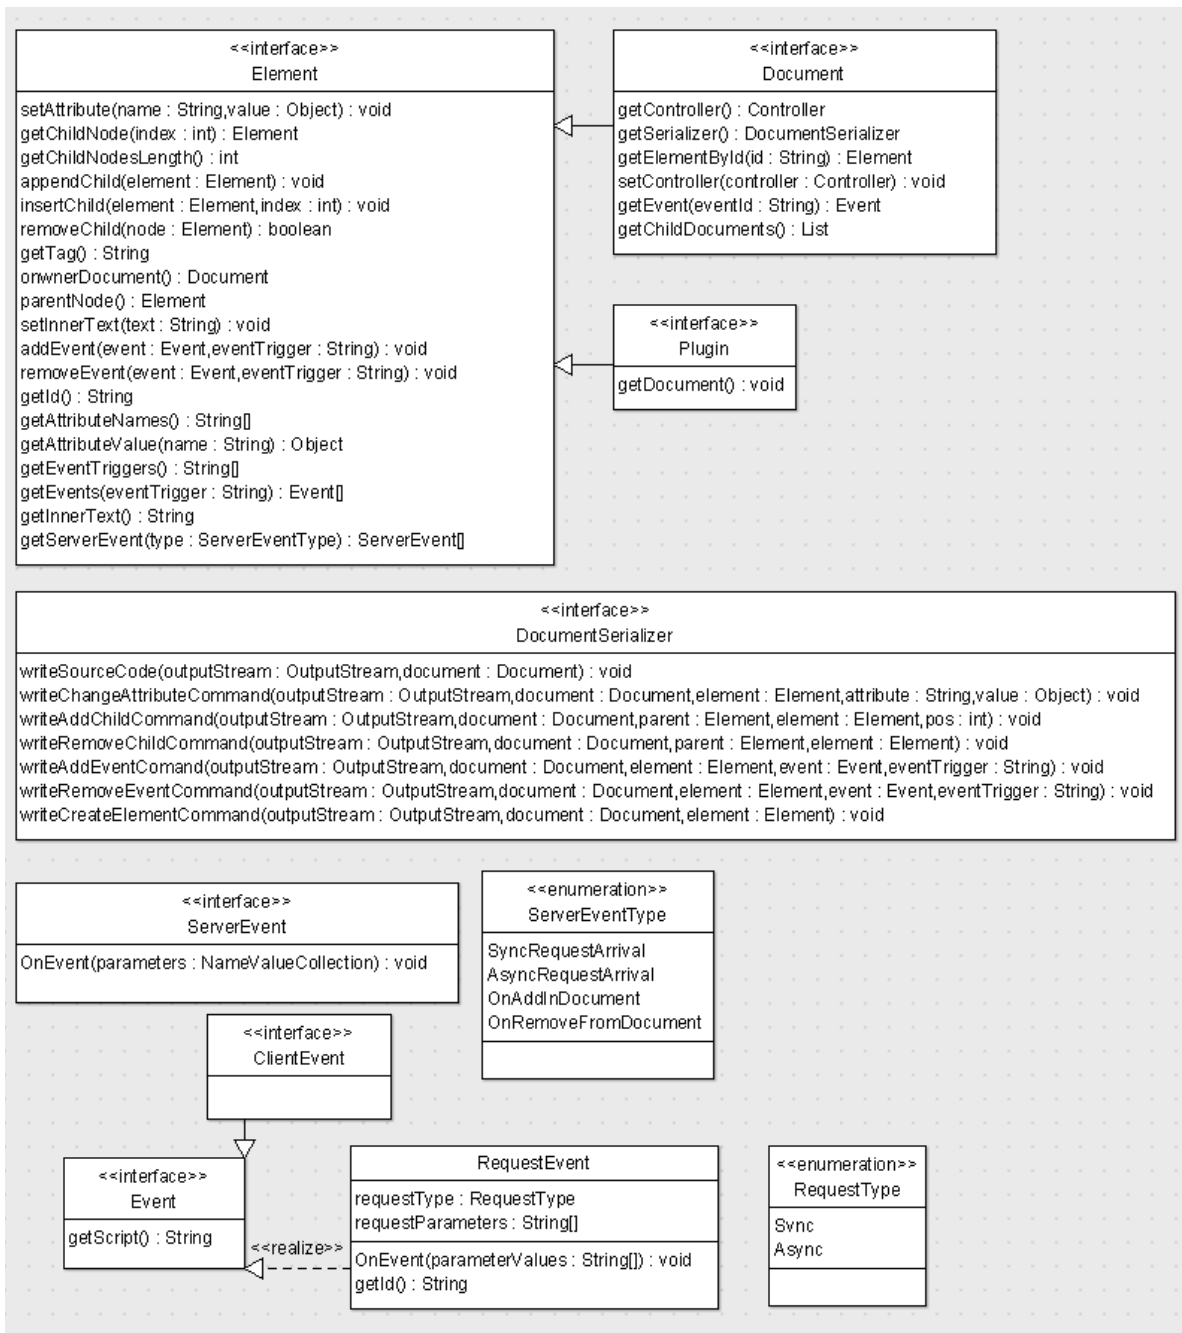 <<interface>>
Element
setAttribute(name : String,value : Object) : void
getChildNode(index : int) : Element
getChildNodesLength() : int
appendChild(element : Element) : void
insertChild(element : Element,index : int) : void
removeChild(node : Element) : boolean
getTag() : String
onwnerDocument() : Document
parentNode() : Element
setInnerText(text : String) : void
addEvent(event : Event,eventTrigger : String) : void
removeEvent(event : Event,eventTrigger : String) : void
getId() : String
getAttributeNames() : String[]
getAttributeValue(name : String) : Object
getEventTriggers() : String[]
getEvents(eventTrigger : String) : Event[]
getInnerText() : String
getServerEvent(type : ServerEventType) : ServerEvent[]
<<interface>>
Document
getController() : Controller
getSerializer() : DocumentSerializer
getElementById(id : String) : Element
setController(controller : Controller) : void
getEvent(eventId : String) : Event
getChildDocuments() : List
<<interface>>
Plugin
getDocument() : void
<<interface>>
DocumentSerializer
writeSourceCode(outputStream : OutputStream,document : Document) : void
writeChangeAttributeCommand(outputStream : OutputStream,document : Document,element : Element,attribute : String,value : Object) : void
writeAddChildCommand(outputStream : OutputStream,document : Document,parent : Element,element : Element,pos : int) : void
writeRemoveChildCommand(outputStream : OutputStream,document : Document,parent : Element,element : Element) : void
writeAddEventComand(outputStream : OutputStream,document : Document,element : Element,event : Event,eventTrigger : String) : void
writeRemoveEventCommand(outputStream : OutputStream,document : Document,element : Element,event : Event,eventTrigger : String) : void
writeCreateElementCommand(outputStream : OutputStream,document : Document,element : Element) : void
<<interface>>
ServerEvent
OnEvent(parameters : NameValueCollection) : void
<<enumeration>>
ServerEventType
SyncRequestArrival
AsyncRequestArrival
OnAddInDocument
OnRemoveFromDocument
<<interface>>
ClientEvent
<<interface>>
Event
getScript() : String
<<realize>>
RequestEvent
requestType : RequestType
requestParameters : String[]
OnEvent(parameterValues : String[]) : void
getId() : String
<<enumeration>>
RequestType
Sync
Async